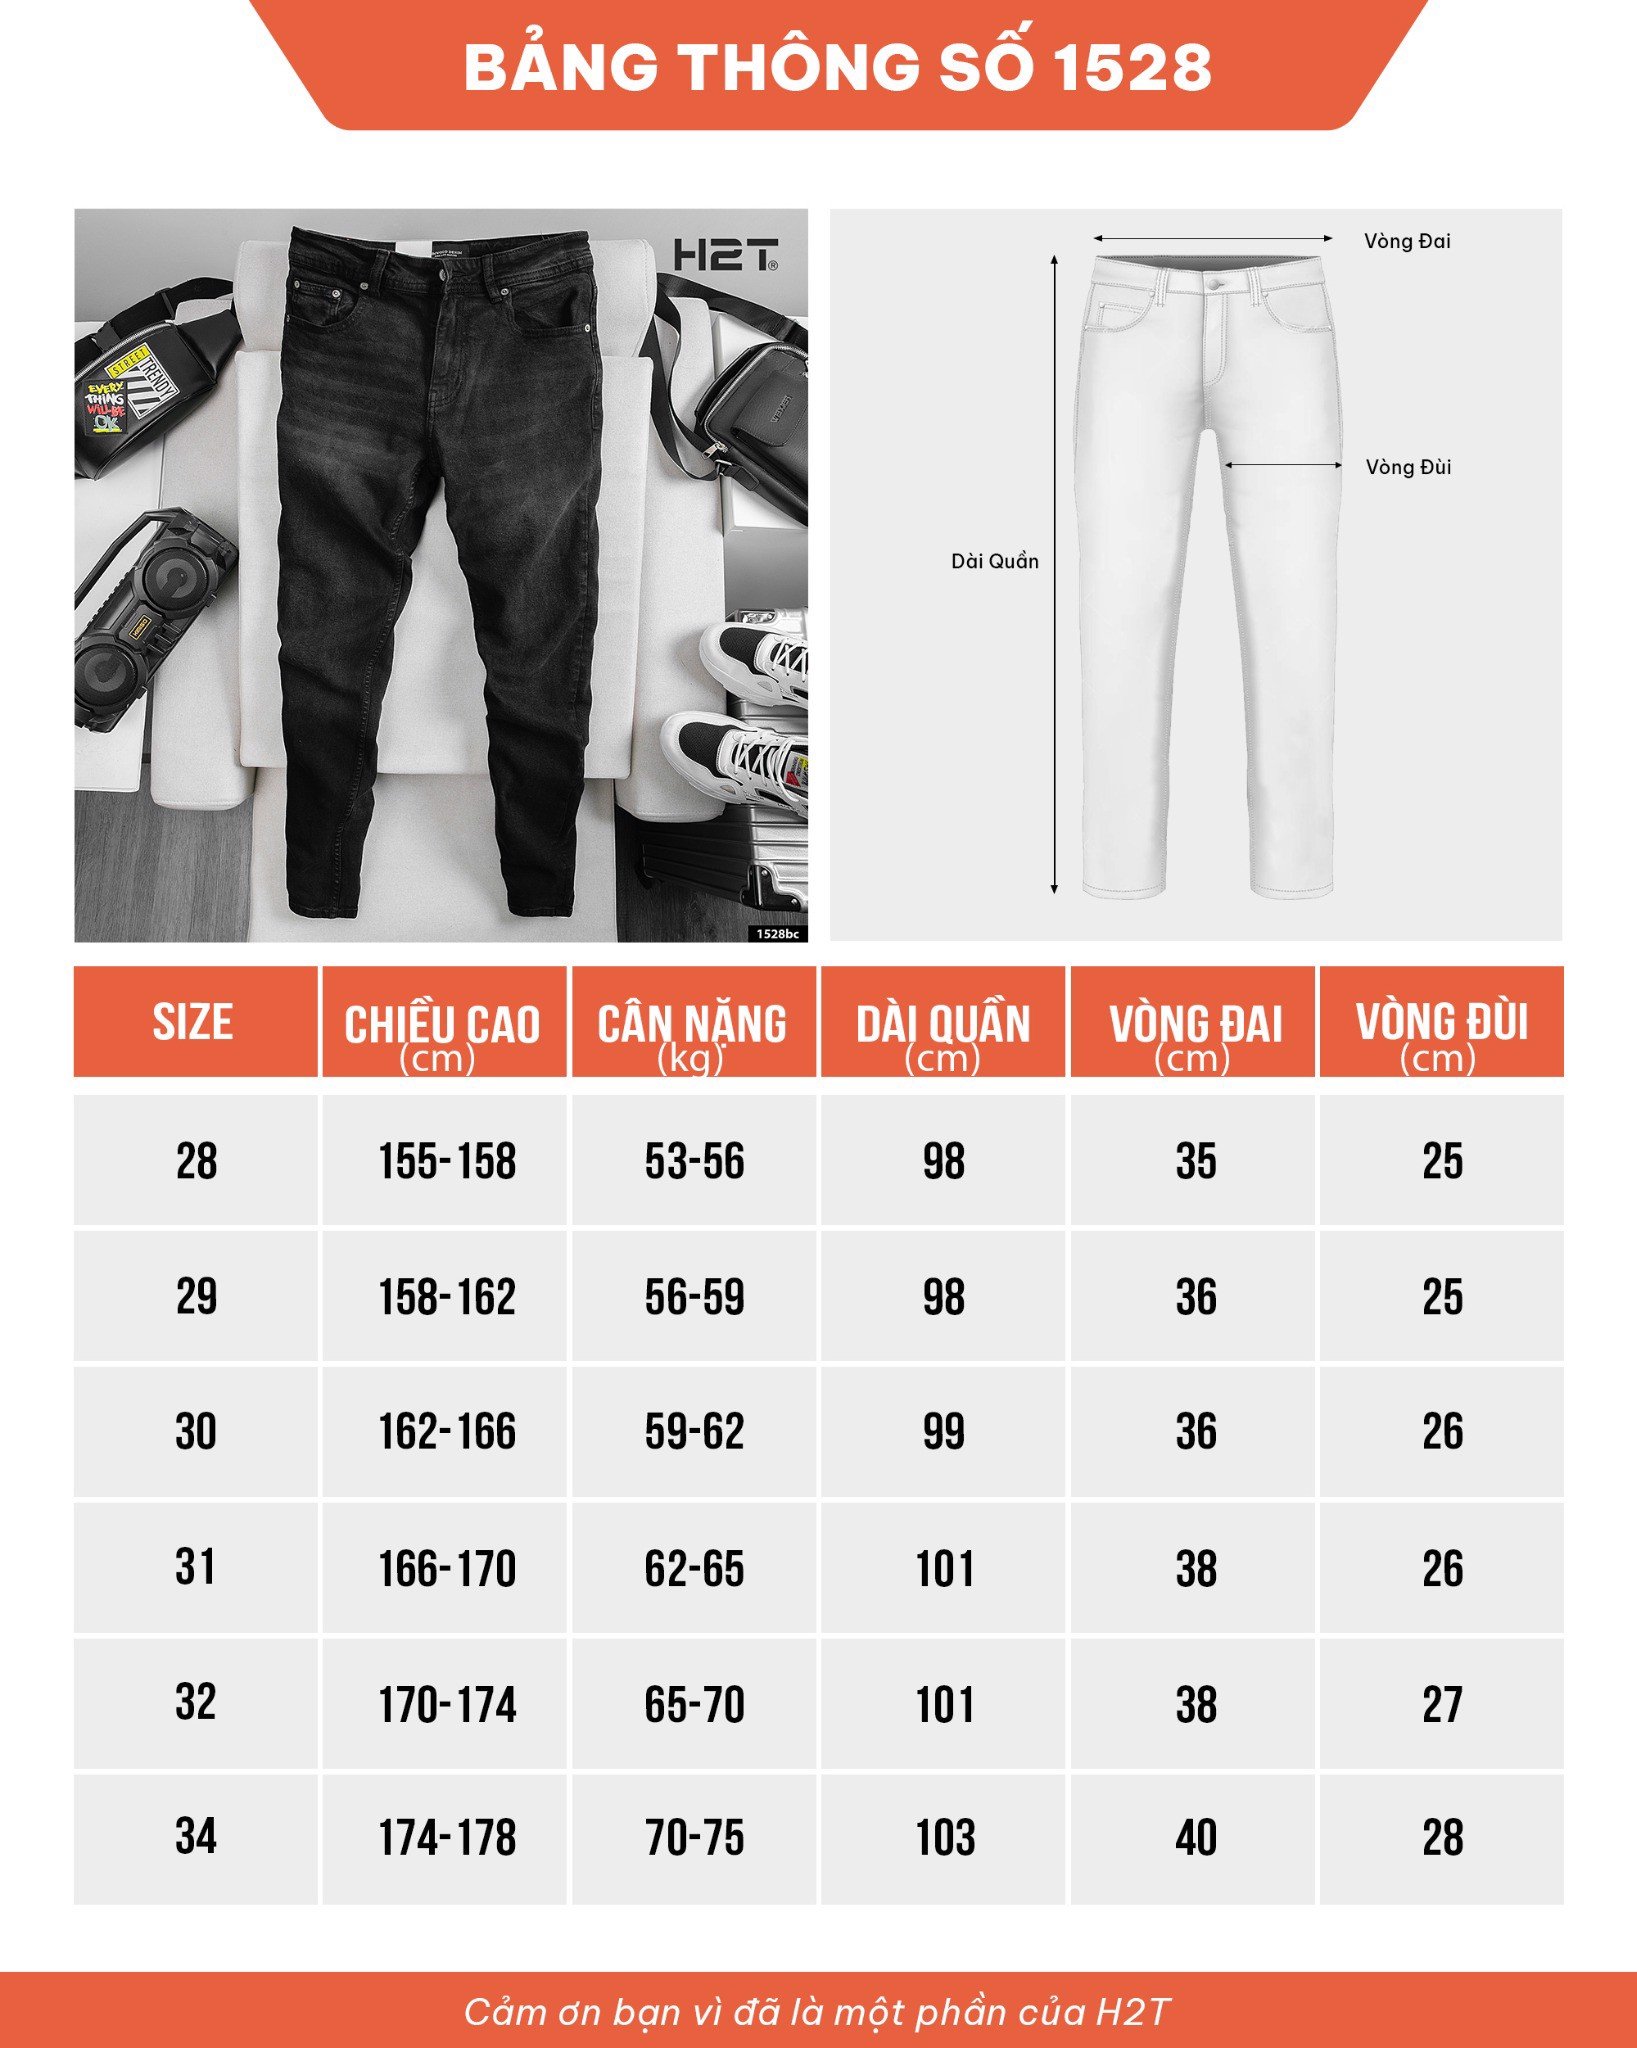 BẢNG THÔNG SỐ 1528
H2T®
STREET
TRENDY
EVERY
THING
WILL BE
OK
1528bc
Vòng Đai
Vòng Đùi
Dài Quần
SIZE CHIỀU CAO CÂN NẶNG DÀI QUẦN VÒNG ĐAI VÒNG ĐÙI
(cm) (kg) (cm) (cm) (cm)
28 155-158 53-56 98 35 25
29 158-162 56-59 98 36 25
30 162-166 59-62 99 36 26
31 166-170 62-65 101 38 26
32 170-174 65-70 101 38 27
34 174-178 70-75 103 40 28
Cảm ơn bạn vì đã là một phần của H2T